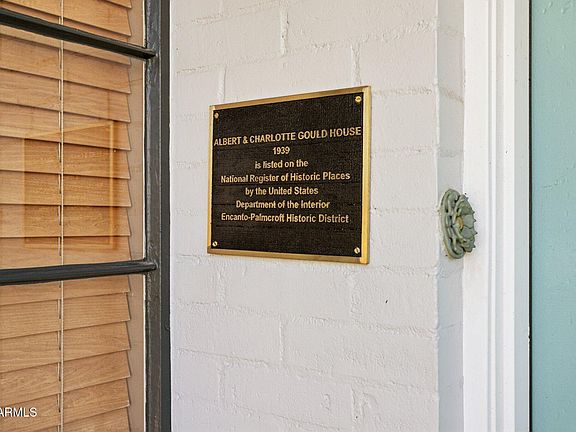 ALBERT & CHARLOTTE GOULD HOUSE
1939
is listed on the
National Register of Historic Places
by the United States
Department of the Interior
Encanto-Palmcroft Historic District
ARMLS